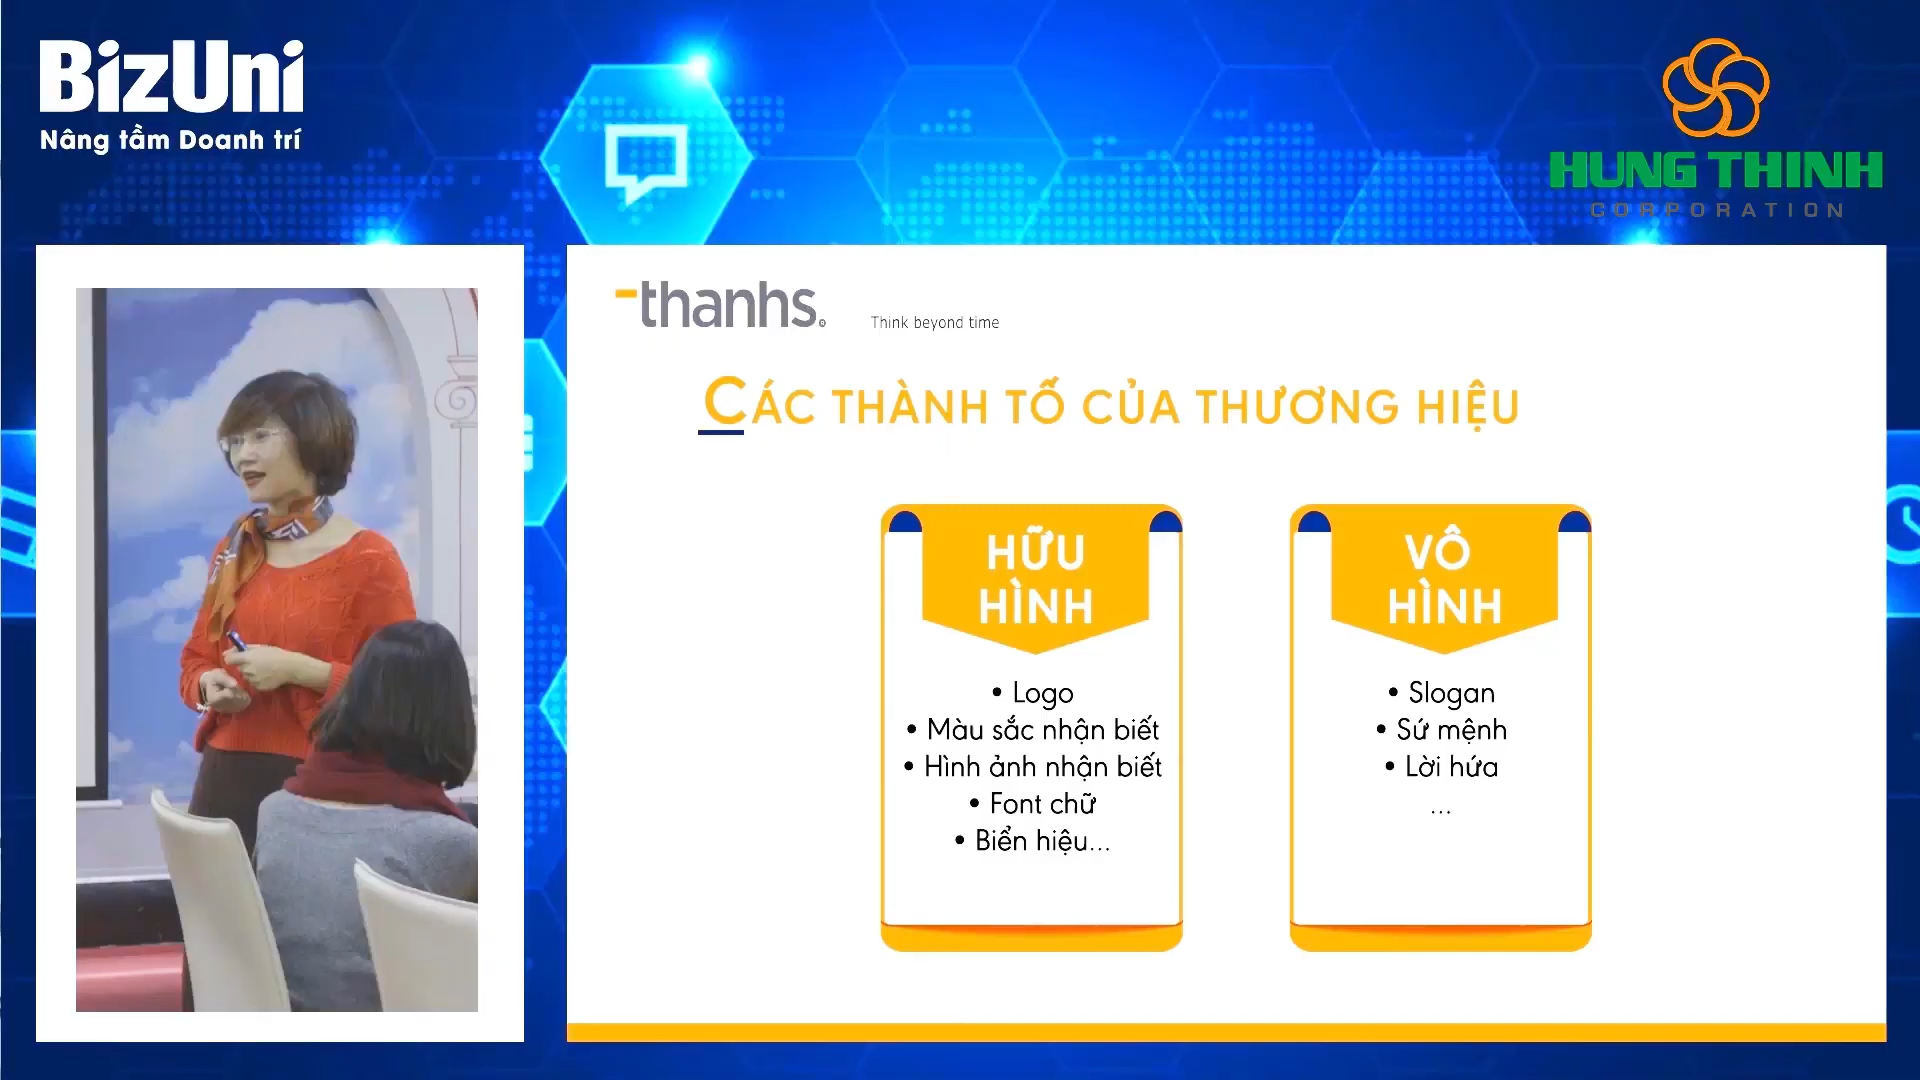 BizUni
Nâng tầm Doanh trí
HUNG THINH
CORPORATION
thanhs
Think beyond time
CÁC THÀNH TỐ CỦA THƯƠNG HIỆU
HỮU
HÌNH
• Logo
• Màu sắc nhận biết
• Hình ảnh nhận biết
• Font chữ
• Biển hiệu...
VÔ
HÌNH
• Slogan
• Sứ mệnh
• Lời hứa
...